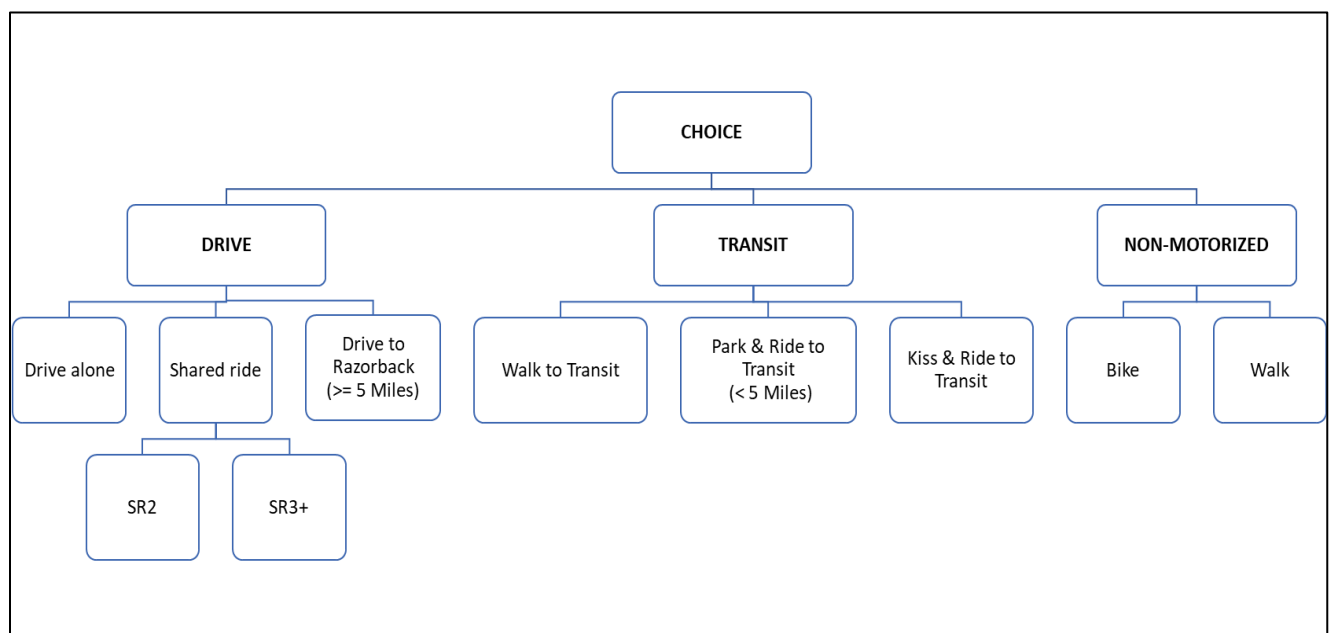 CHOICE
DRIVE
TRANSIT
NON-MOTORIZED
Drive alone
Shared ride
Drive to
Razorback
(>= 5 Miles)
Walk to Transit
Park & Ride to
Transit
(< 5 Miles)
Kiss & Ride to
Transit
Bike
Walk
SR2
SR3+